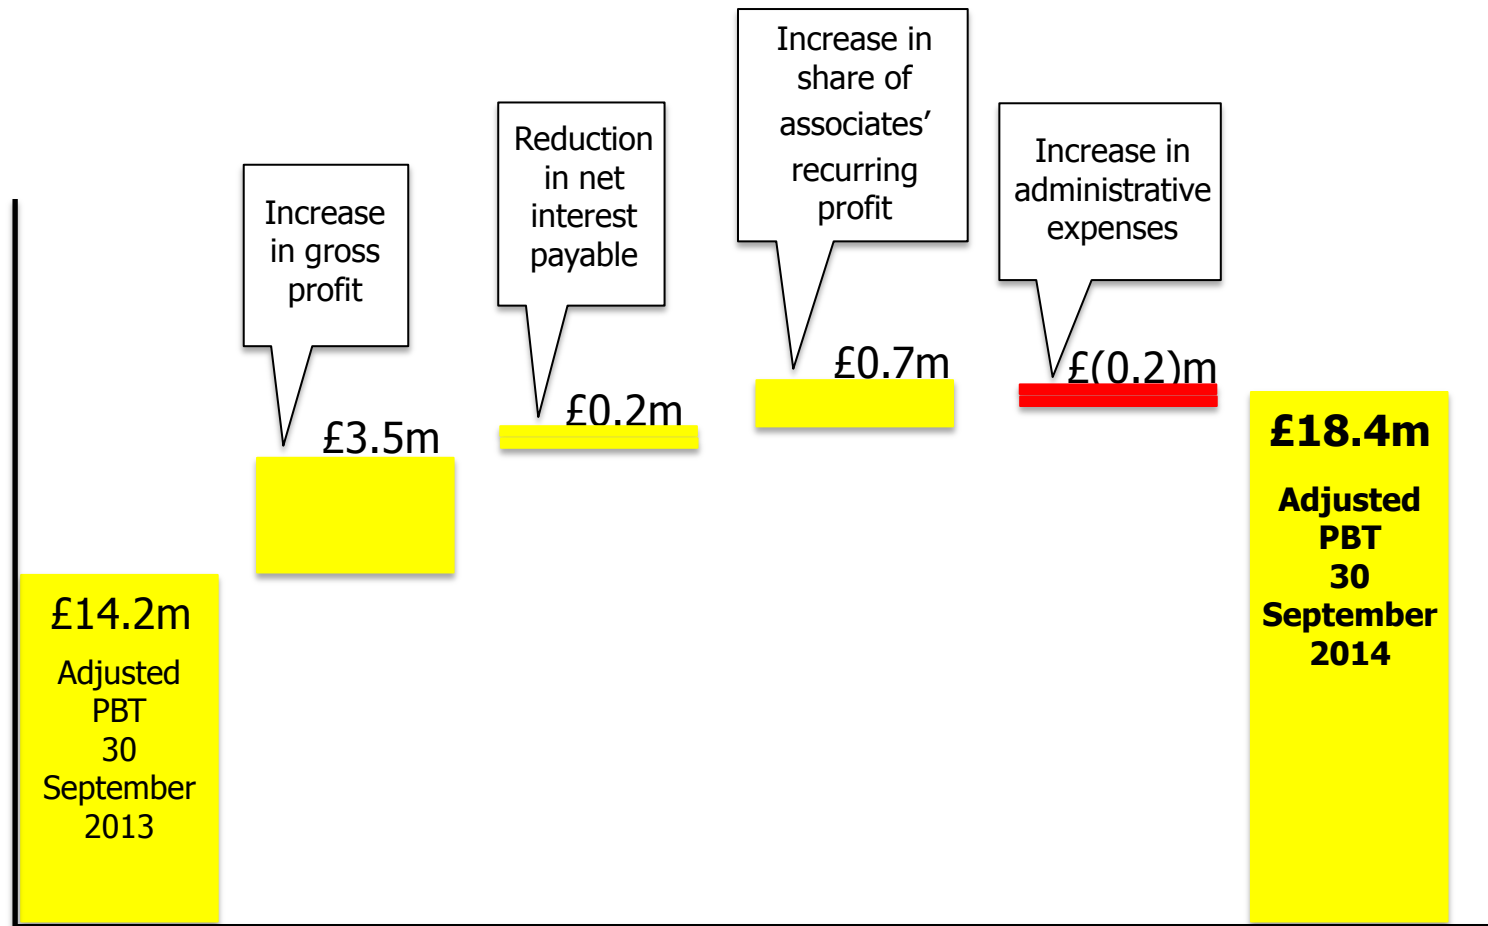 £14.2m
Adjusted
PBT
30
September
2013
Increase
in gross
profit
£3.5m
Reduction
in net
interest
payable
£0.2m
Increase in
share of
associates’
recurring
profit
£0.7m
Increase in
administrative
expenses
£(0.2)m
£18.4m
Adjusted
PBT
30
September
2014